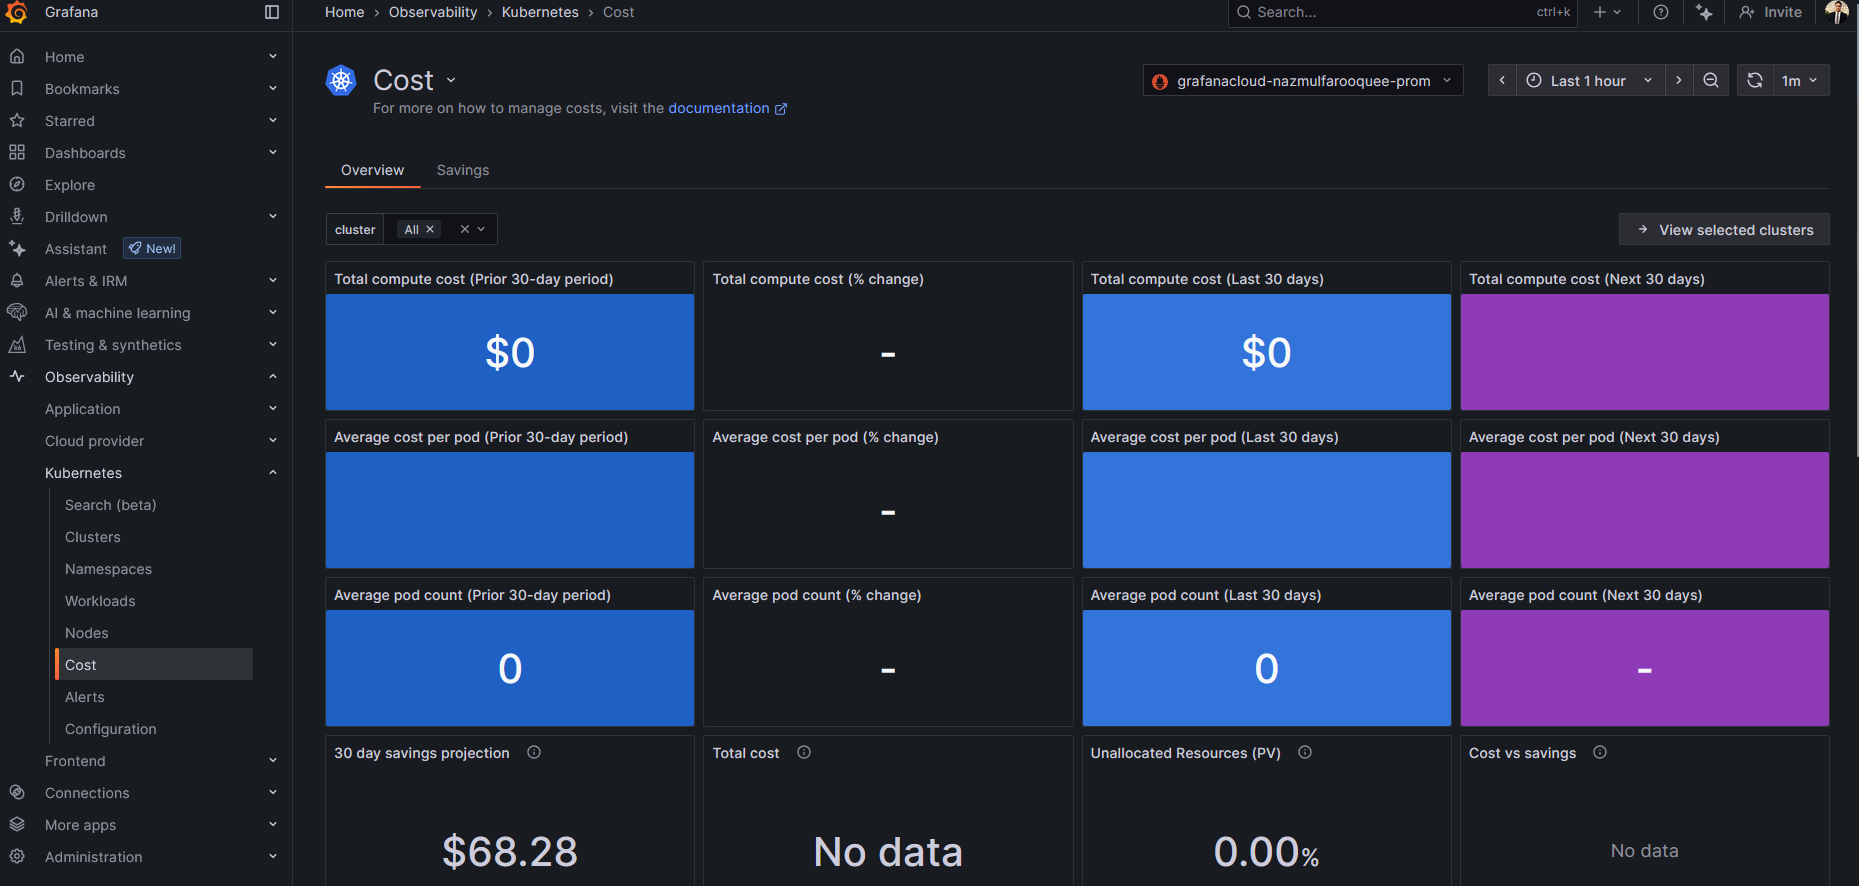 Grafana
Home › Observability › Kubernetes › Cost
Search... ctrl+k
Invite
Home
Bookmarks
Starred
Dashboards
Explore
Drilldown
Assistant New!
Alerts & IRM
AI & machine learning
Testing & synthetics
Observability
Application
Cloud provider
Kubernetes
Search (beta)
Clusters
Namespaces
Workloads
Nodes
Cost
Alerts
Configuration
Frontend
Connections
More apps
Administration
Cost
For more on how to manage costs, visit the documentation
grafanacloud-nazmulfarooquee-prom
Last 1 hour
1m
Overview Savings
cluster All
View selected clusters
Total compute cost (Prior 30-day period)
$0
Total compute cost (% change)
-
Total compute cost (Last 30 days)
$0
Total compute cost (Next 30 days)
Average cost per pod (Prior 30-day period)
Average cost per pod (% change)
-
Average cost per pod (Last 30 days)
Average cost per pod (Next 30 days)
Average pod count (Prior 30-day period)
0
Average pod count (% change)
-
Average pod count (Last 30 days)
0
Average pod count (Next 30 days)
-
30 day savings projection
$68.28
Total cost
No data
Unallocated Resources (PV)
0.00%
Cost vs savings
No data